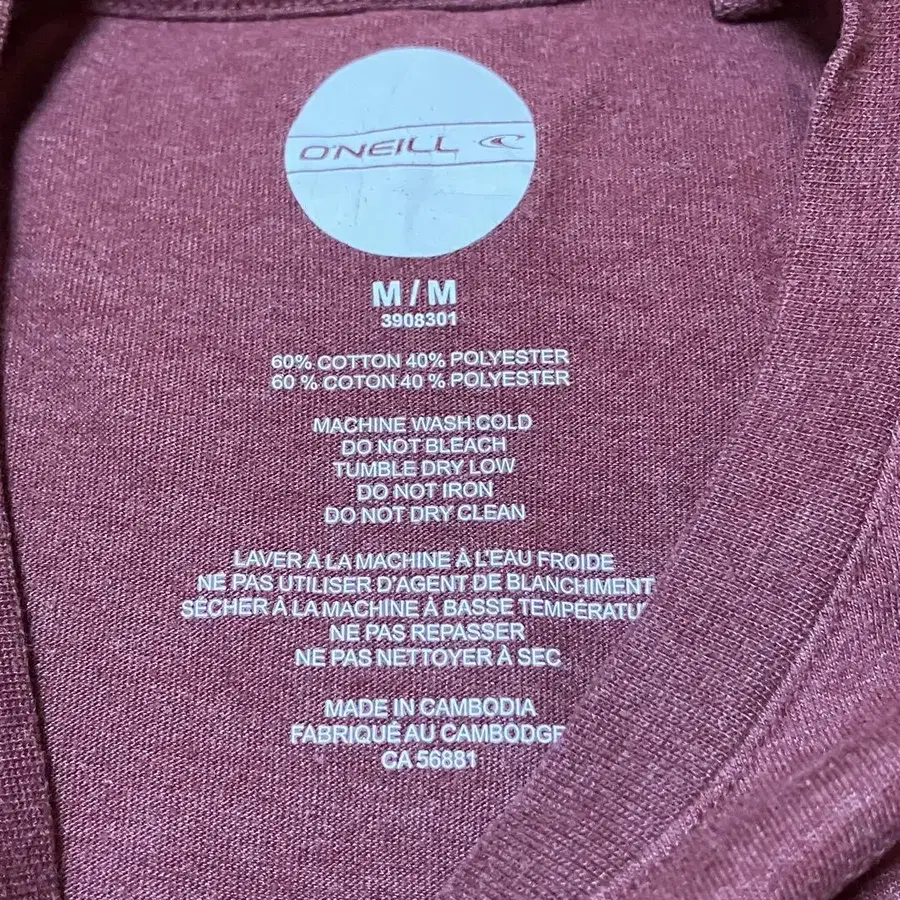 O'NEILL
M / M
3908301
60% COTTON 40% POLYESTER
60 % COTON 40 % POLYESTER
MACHINE WASH COLD
DO NOT BLEACH
TUMBLE DRY LOW
DO NOT IRON
DO NOT DRY CLEAN
LAVER À LA MACHINE À L'EAU FROIDE
NE PAS UTILISER D'AGENT DE BLANCHIMENT
SÉCHER À LA MACHINE À BASSE
NE PAS REPASSER
NE PAS NETTOYER À SEC
MADE IN CAMBODIA
FABRIQUÉ AU CAMBODGE
CA 56881